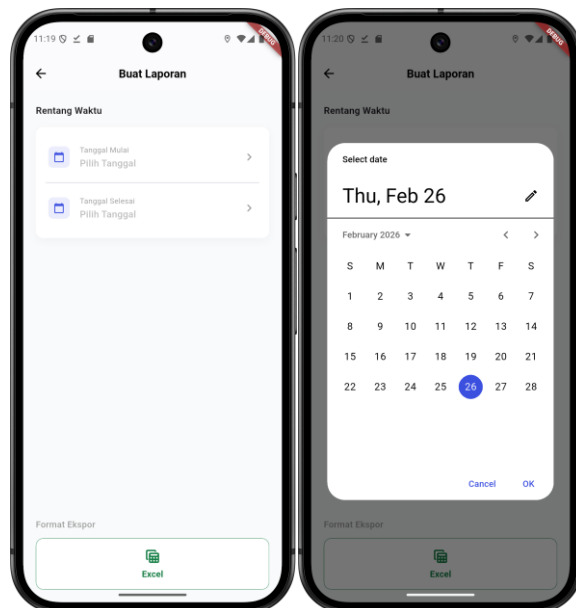 11:19
DEBUG
Buat Laporan
Rentang Waktu
Tanggal Mulai
Pilih Tanggal
Tanggal Selesai
Pilih Tanggal
Format Ekspor
Excel
11:20
DEBUG
Buat Laporan
Rentang Waktu
Select date
Thu, Feb 26
February 2026
S M T W T F S
1 2 3 4 5 6 7
8 9 10 11 12 13 14
15 16 17 18 19 20 21
22 23 24 25 26 27 28
Cancel OK
Format Ekspor
Excel